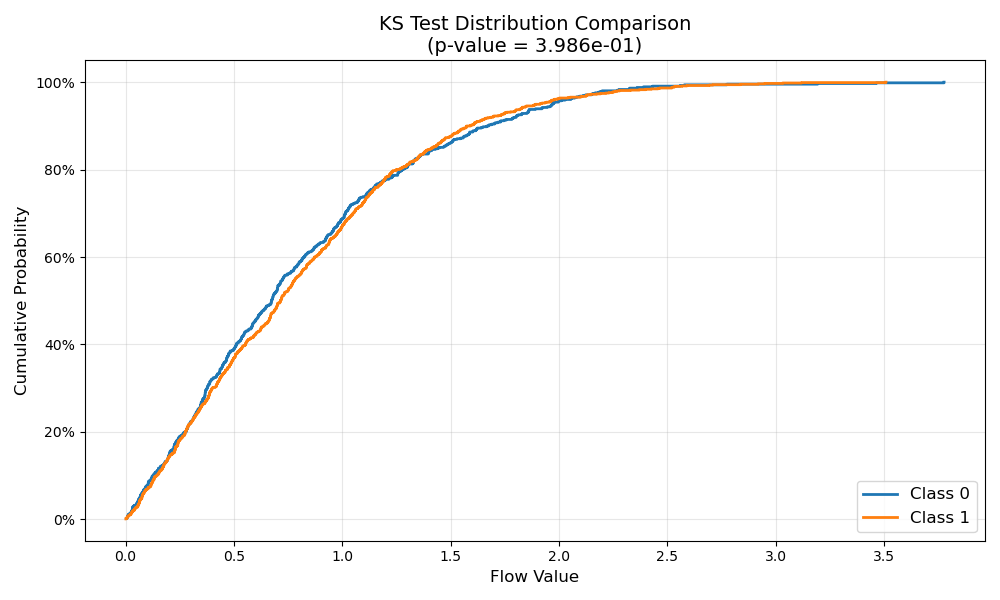 KS Test Distribution Comparison
(p-value = 3.986e-01)
Cumulative Probability
100%
80%
60%
40%
20%
0%
0.0 0.5 1.0 1.5 2.0 2.5 3.0 3.5
Flow Value
Class 0
Class 1